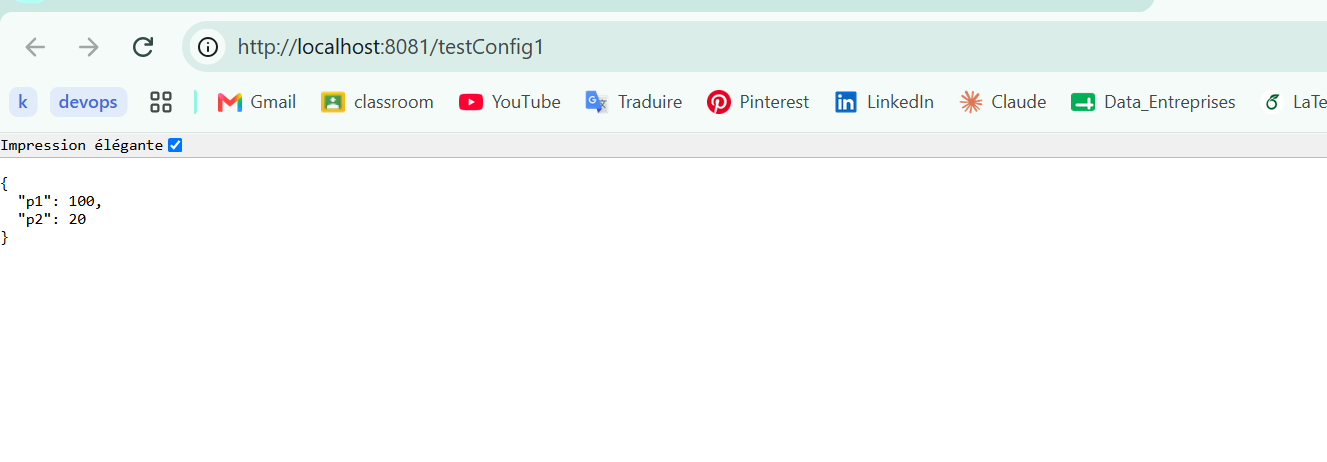 http://localhost:8081/testConfig1
k devops Gmail classroom YouTube Traduire Pinterest LinkedIn Claude Data_Entreprises LaTe
Impression élégante
{
"p1": 100,
"p2": 20
}